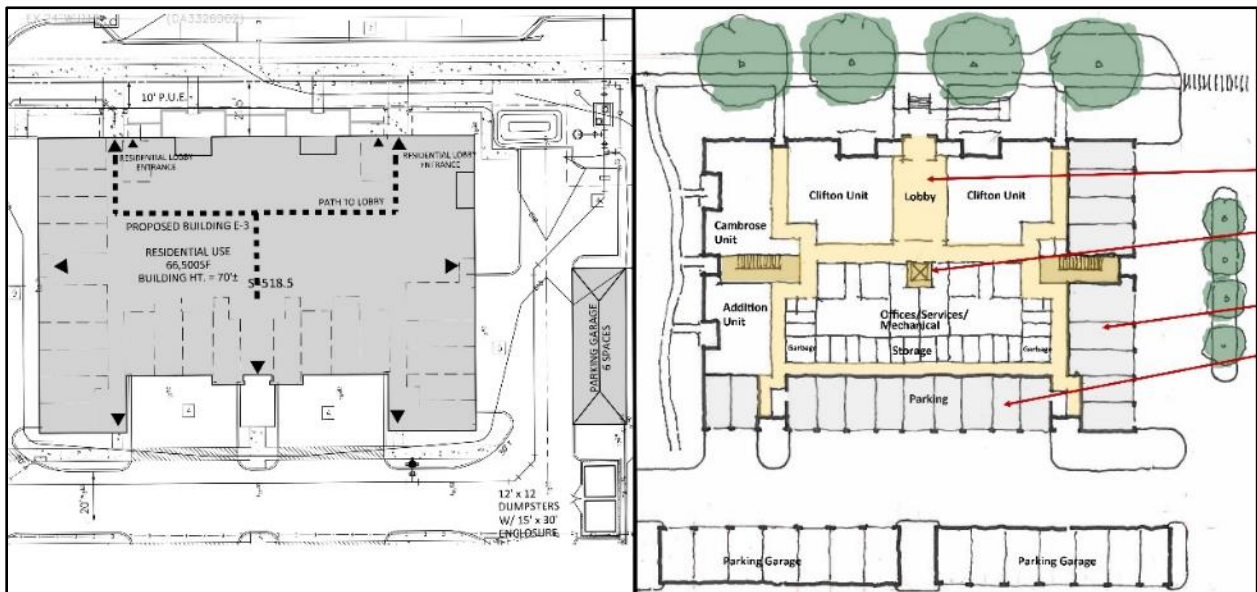 (DA3326002)
10' P.U.E.
RESIDENTIAL LOBBY
ENTRANCE
RESIDENTIAL LOBBY
ENTRANCE
PATH TO LOBBY
PROPOSED BUILDING E-3
RESIDENTIAL USE
66,500SF
BUILDING HT. = 70'±
518.5
PARKING GARAGE
6 SPACES
20'
12' x 12
DUMPSTERS
W/ 15' x 30'
ENCLOSURE
Clifton Unit
Lobby
Clifton Unit
Cambrose
Unit
Addition
Unit
Offices/Services/
Mechanical
Garbage
Storage
Garbage
Parking
Parking Garage
Parking Garage